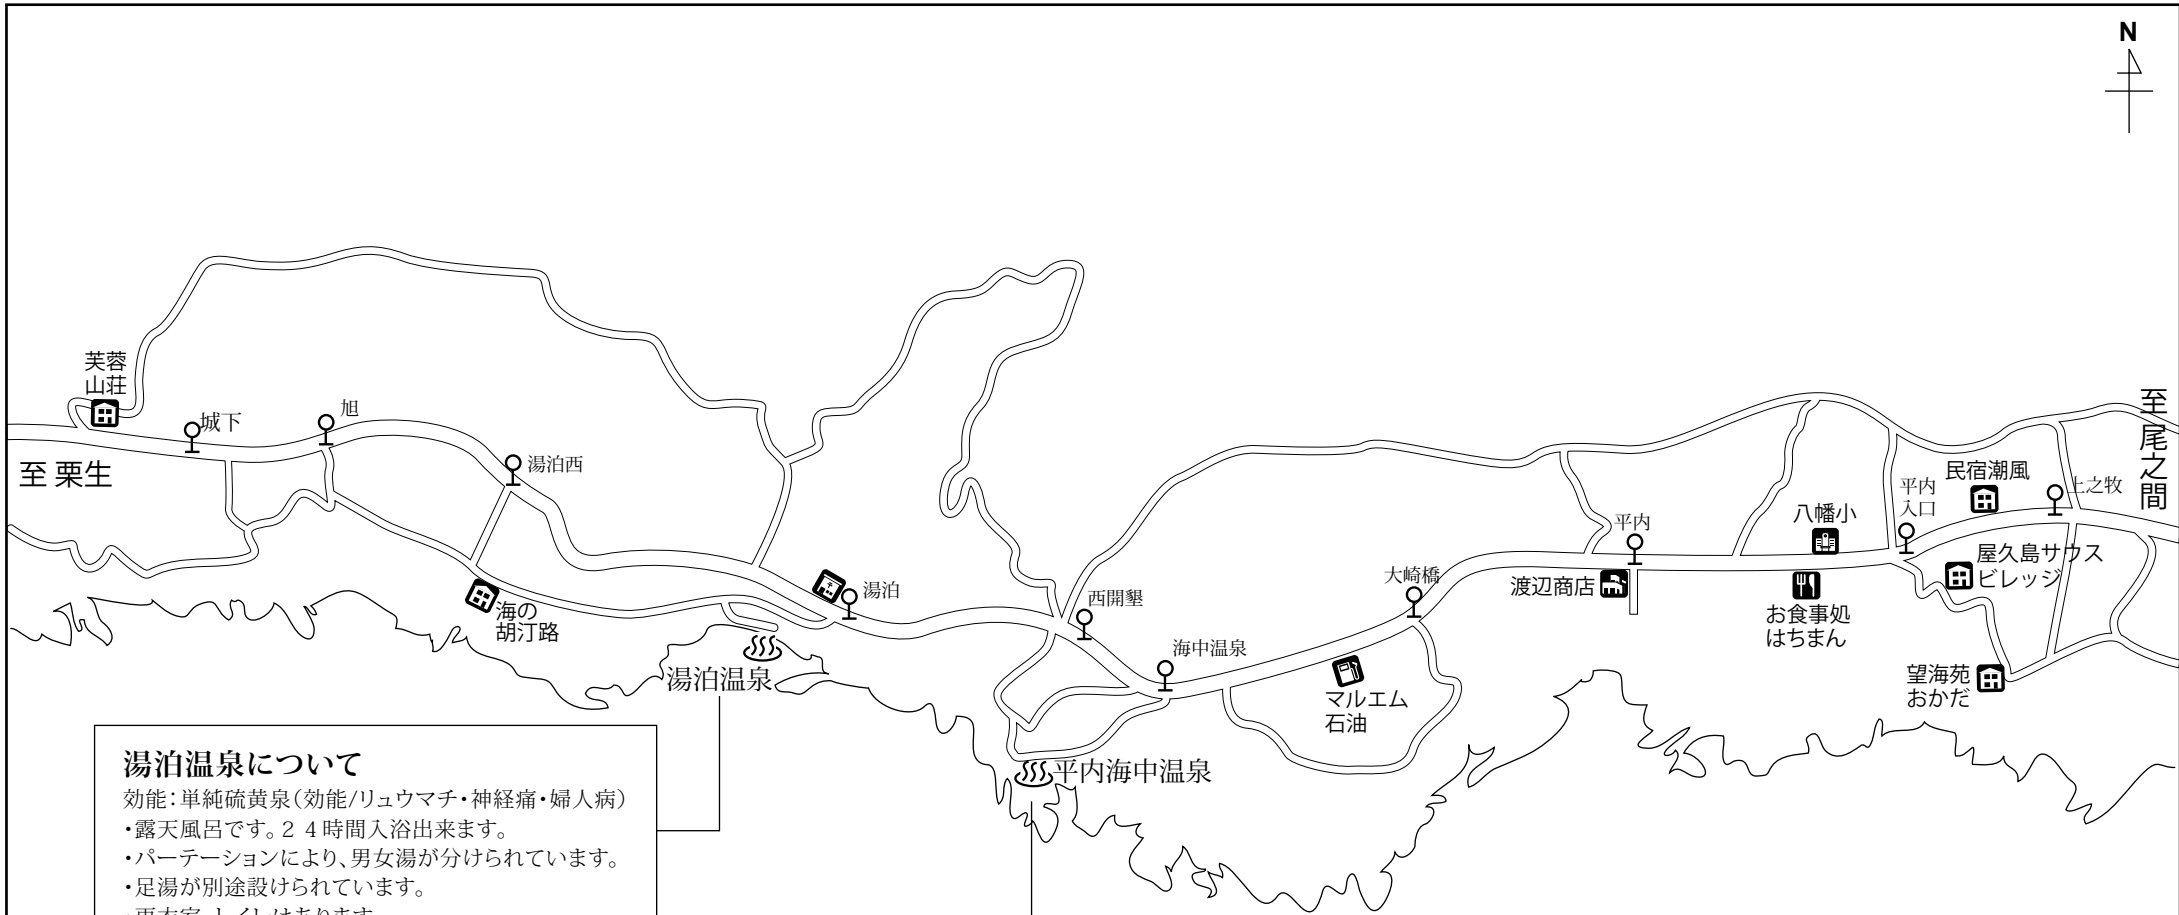 N
芙蓉
山荘
城下
旭
至 栗生
湯泊西
海の
胡汀路
湯泊
湯泊温泉
西開墾
海中温泉
平内海中温泉
大崎橋
マルエム
石油
渡辺商店
平内
八幡小
お食事処
はちまん
平内
入口
民宿潮風
上之牧
屋久島サウス
ビレッジ
望海苑
おかだ
至 尾之間
湯泊温泉について
効能：単純硫黄泉（効能/リュウマチ・神経痛・婦人病）
・露天風呂です。２４時間入浴出来ます。
・パーテーションにより、男女湯が分けられています。
・足湯が別途設けられています。